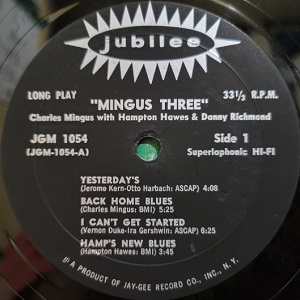 jubilee
LONG PLAY
33⅓ R.P.M.
"MINGUS THREE"
Charles Mingus with Hampton Hawes & Danny Richmond
JGM 1054
Side 1
(JGM-1054-A)
Superlaphonic HI-FI
YESTERDAY'S
(Jerome Kern-Otto Harbach: ASCAP) 4:08
BACK HOME BLUES
(Charles Mingus: BMI) 5:25
I CAN'T GET STARTED
(Vernon Duke-Ira Gershwin: ASCAP) 6:25
HAMP'S NEW BLUES
(Hampton Hawes: BMI) 3:45
A PRODUCT OF JAY-GEE RECORD CO., INC., N. Y.